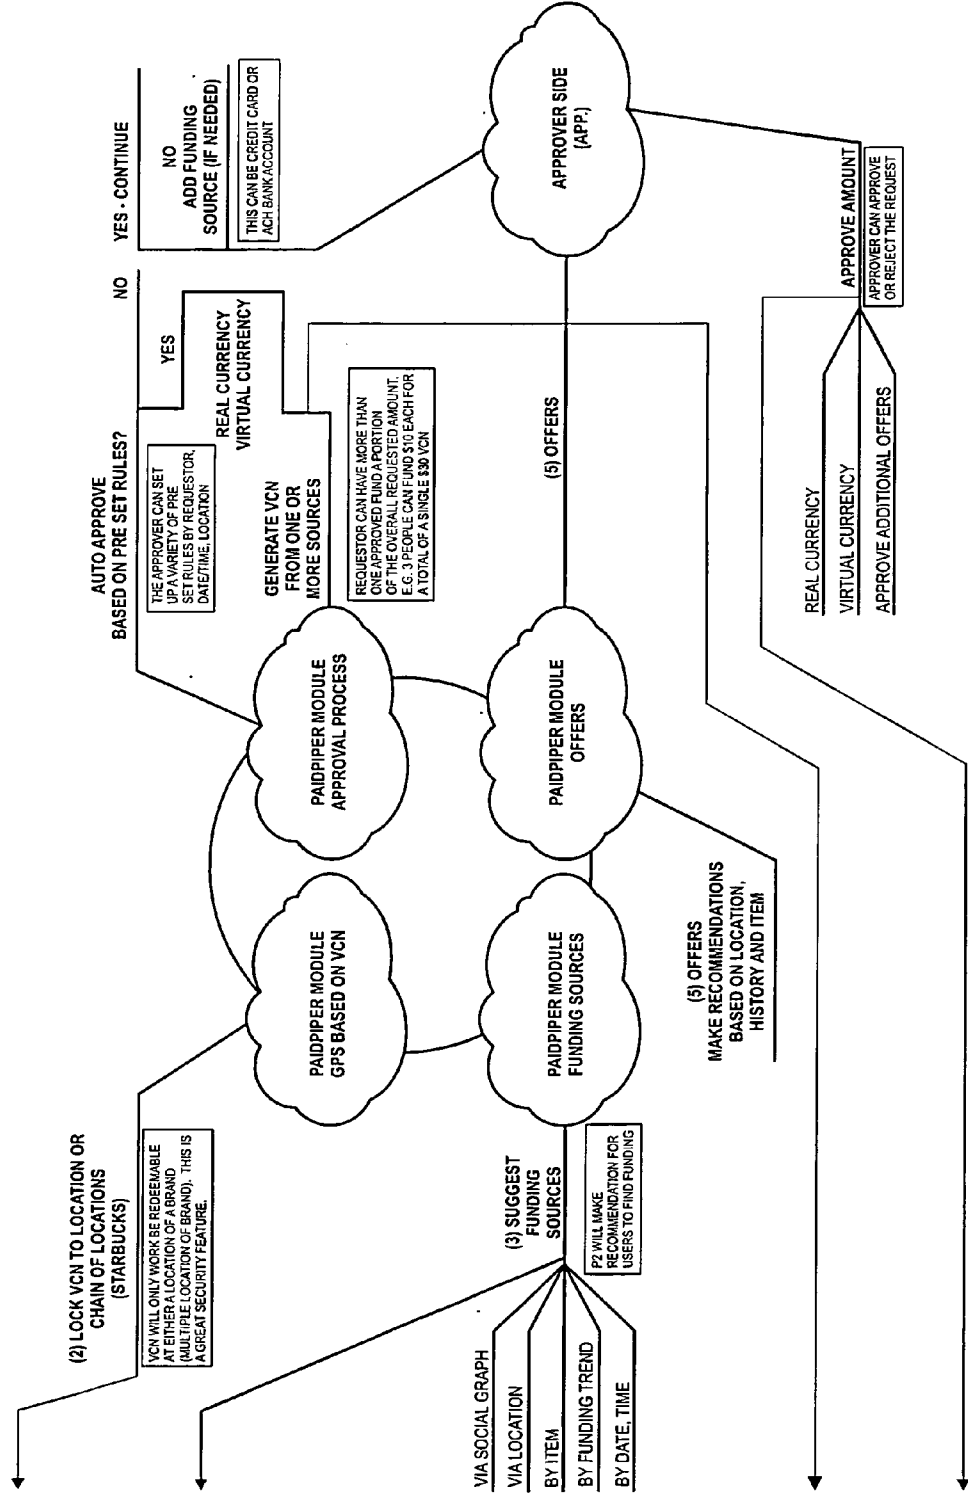 (2) LOCK VCN TO LOCATION OR
CHAIN OF LOCATIONS
(STARBUCKS)
VCN WILL ONLY WORK BE REDEEMABLE
AT EITHER A LOCATION OF A BRAND
(MULTIPLE LOCATION OF BRAND). THIS IS
A GREAT SECURITY FEATURE.
AUTO APPROVE
BASED ON PRE SET RULES?
THE APPROVER CAN SET
UP A VARIETY OF PRE
SET RULES BY REQUESTOR,
DATE/TIME, LOCATION
NO
YES
REAL CURRENCY
VIRTUAL CURRENCY
YES - CONTINUE
NO
ADD FUNDING
SOURCE (IF NEEDED)
THIS CAN BE CREDIT CARD OR
ACH BANK ACCOUNT
PAIDPIPER MODULE
GPS BASED ON VCN
PAIDPIPER MODULE
APPROVAL PROCESS
GENERATE VCN
FROM ONE OR
MORE SOURCES
REQUESTOR CAN HAVE MORE THAN
ONE APPROVED FUND A PORTION
OF THE OVERALL REQUESTED AMOUNT.
E.G. 3 PEOPLE CAN FUND $10 EACH FOR
A TOTAL OF A SINGLE $30 VCN
VIA SOCIAL GRAPH
VIA LOCATION
BY ITEM
BY FUNDING TREND
BY DATE, TIME
(3) SUGGEST
FUNDING
SOURCES
P2 WILL MAKE
RECOMMENDATION FOR
USERS TO FIND FUNDING
PAIDPIPER MODULE
FUNDING SOURCES
PAIDPIPER MODULE
OFFERS
(5) OFFERS
APPROVER SIDE
(APP.)
(5) OFFERS
MAKE RECOMMENDATIONS
BASED ON LOCATION,
HISTORY AND ITEM
REAL CURRENCY
VIRTUAL CURRENCY
APPROVE ADDITIONAL OFFERS
APPROVE AMOUNT
APPROVER CAN APPROVE
OR REJECT THE REQUEST